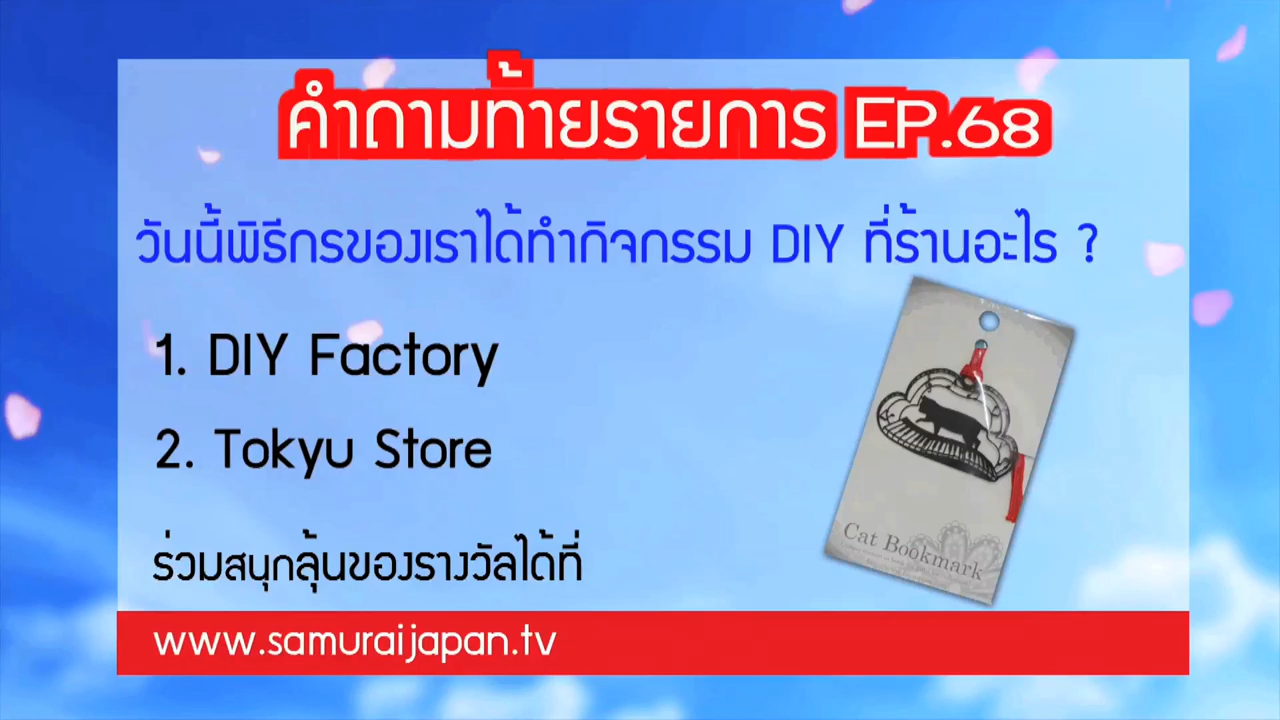 คำถามท้ายรายการ EP.68
วันนี้พิธีกรของเราได้ทำกิจกรรม DIY ที่ร้านอะไร ?
1. DIY Factory
2. Tokyu Store
Cat Bookmark
ร่วมสนุกลุ้นของรางวัลได้ที่
www.samuraijapan.tv